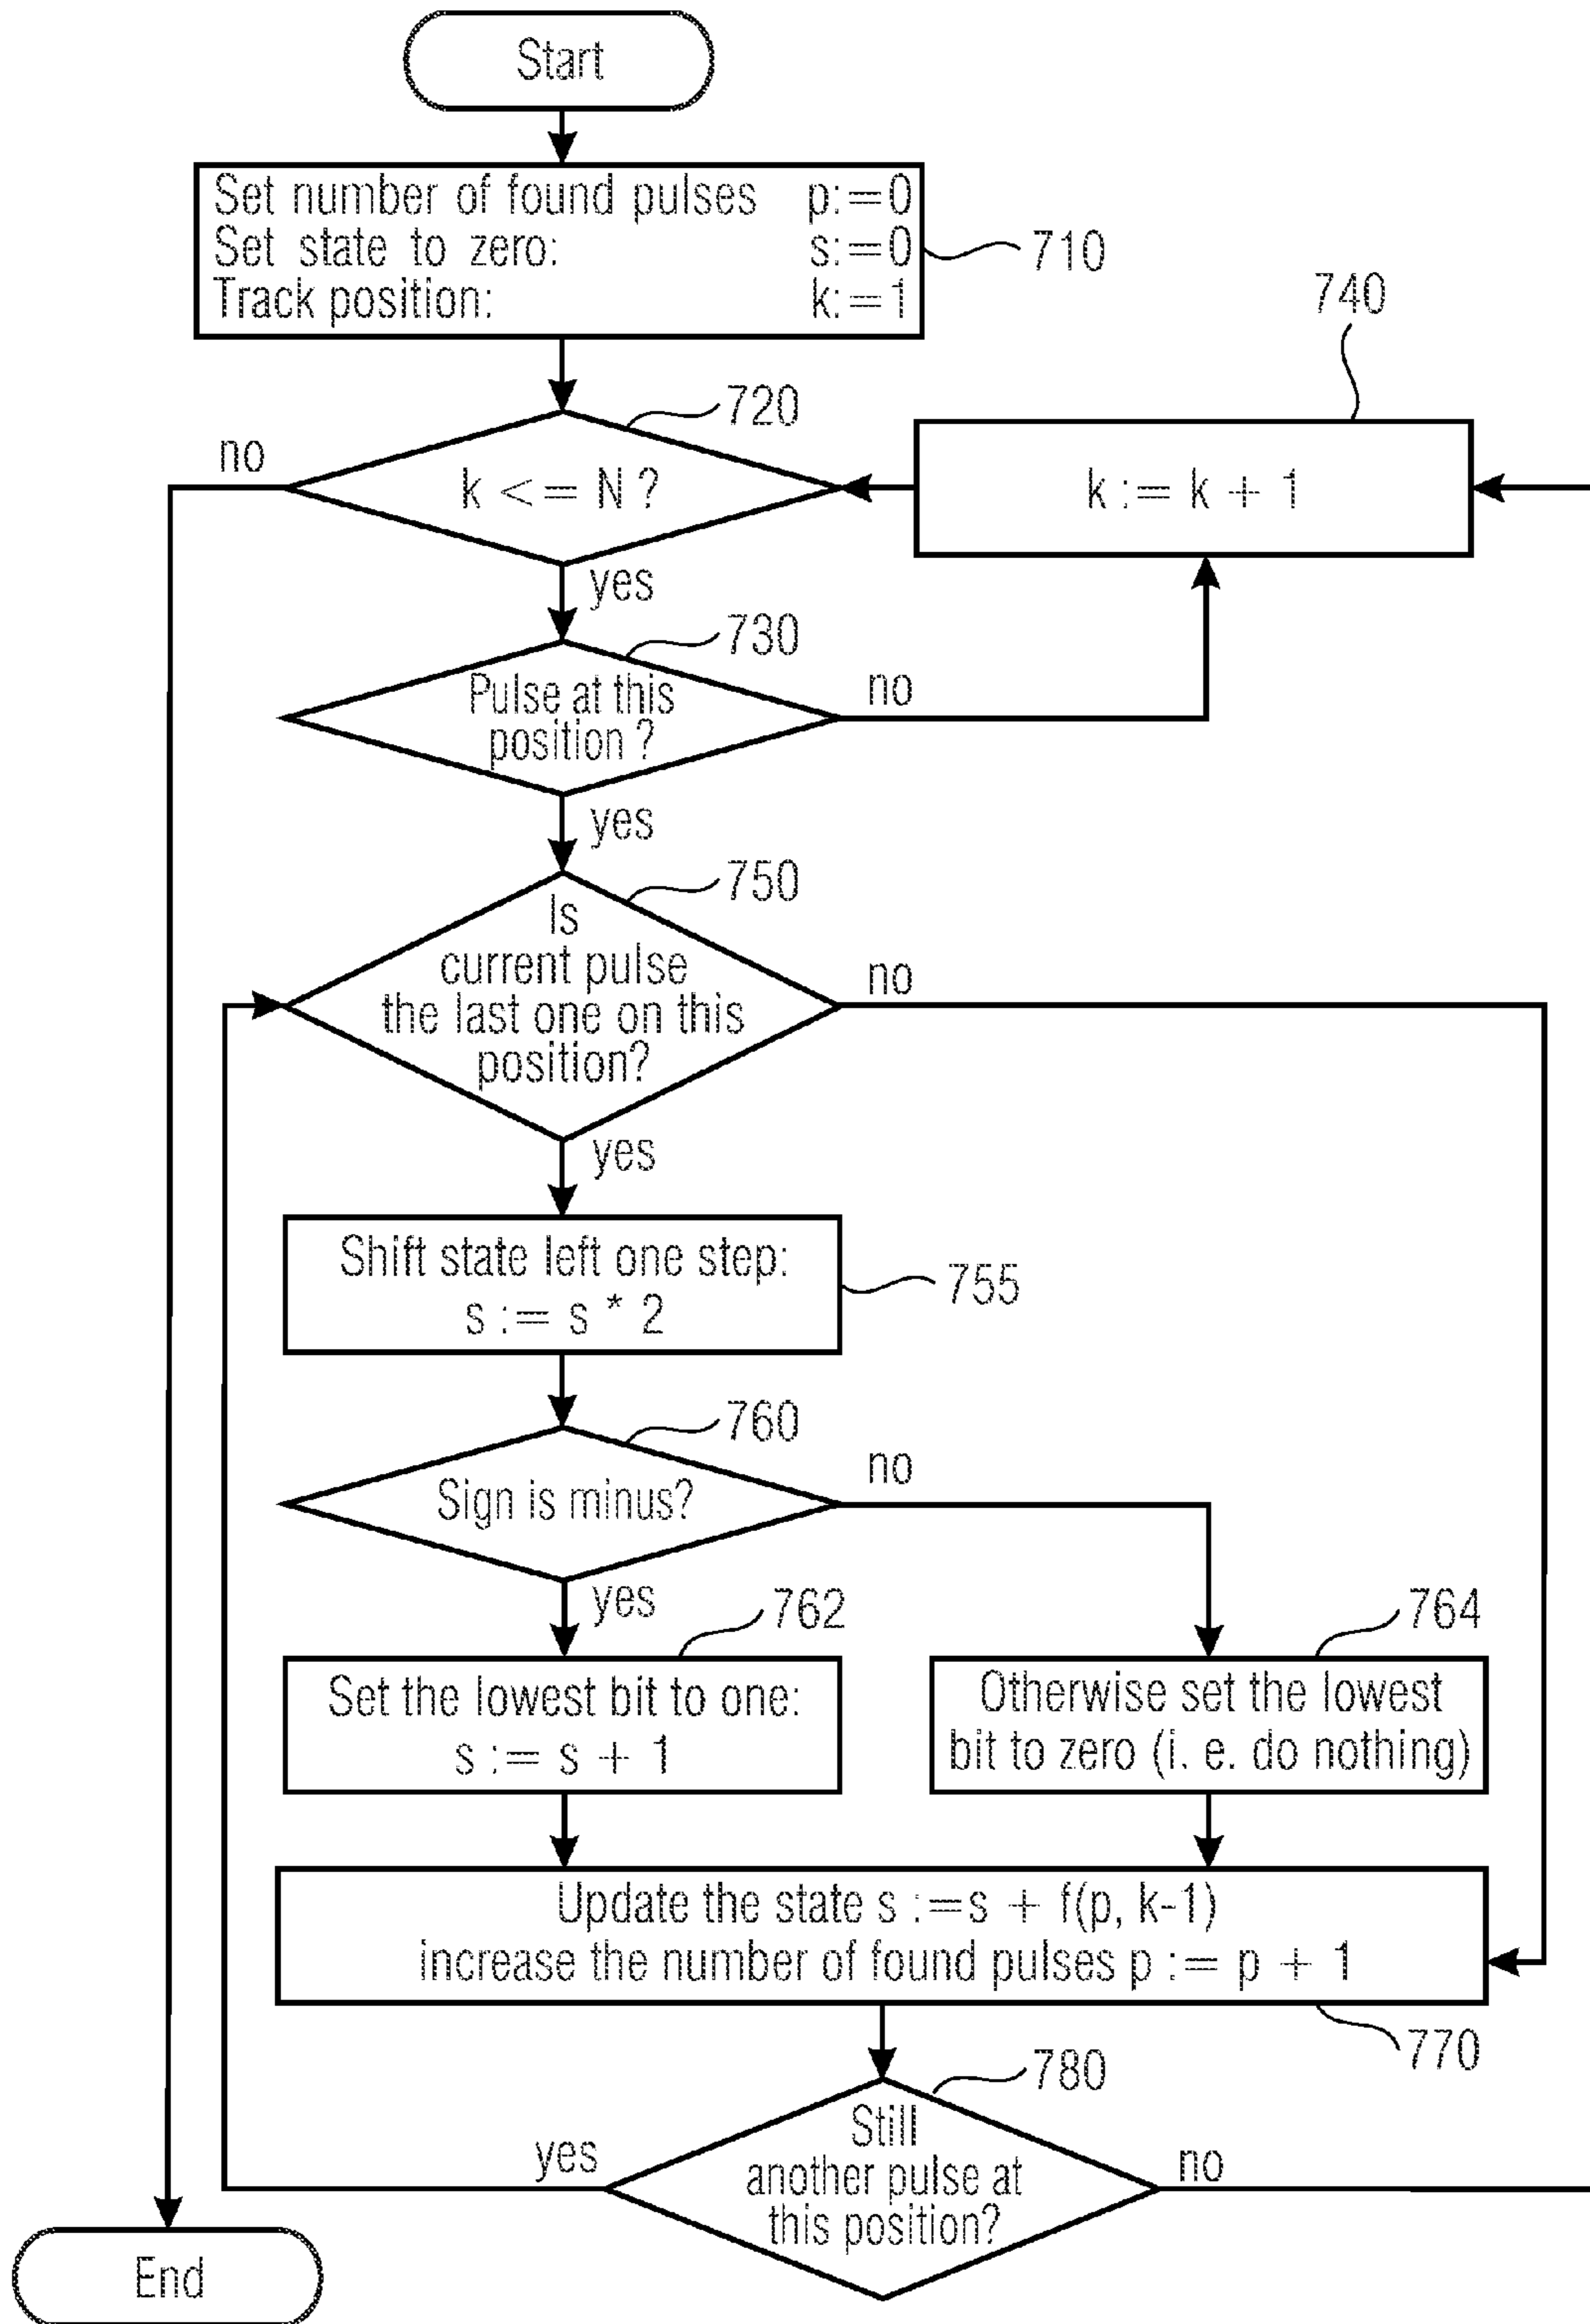 Start
Set number of found pulses p:=0
Set state to zero: s:=0
Track position: k:=1
710
740
720
no
k <= N ?
k := k + 1
yes
730
Pulse at this
position ?
no
yes
750
Is
current pulse
the last one on this
position?
no
yes
Shift state left one step:
s := s * 2
755
760
Sign is minus?
no
yes
762
764
Set the lowest bit to one:
s := s + 1
Otherwise set the lowest
bit to zero (i. e. do nothing)
Update the state s :=s + f(p, k-1)
increase the number of found pulses p := p + 1
770
780
Still
another pulse at
this position?
yes
no
End